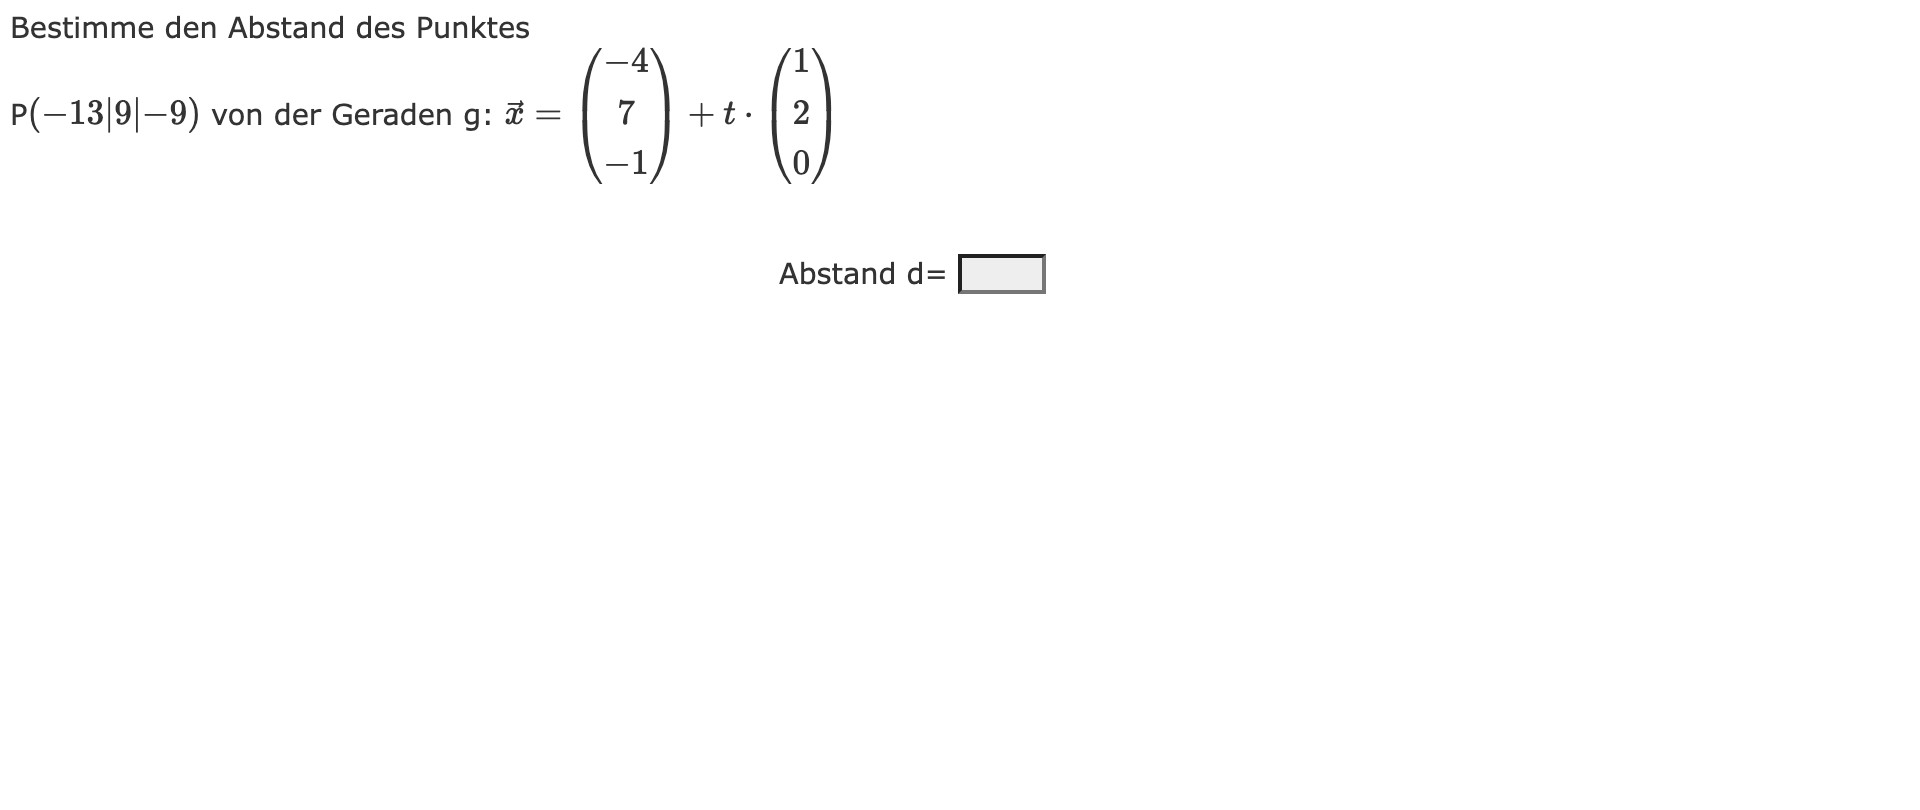 Bestimme den Abstand des Punktes
P(−13|9|−9) von der Geraden g: $\vec{x} = \begin{pmatrix} -4 \\ 7 \\ -1 \end{pmatrix} + t \cdot \begin{pmatrix} 1 \\ 2 \\ 0 \end{pmatrix}$
Abstand d=